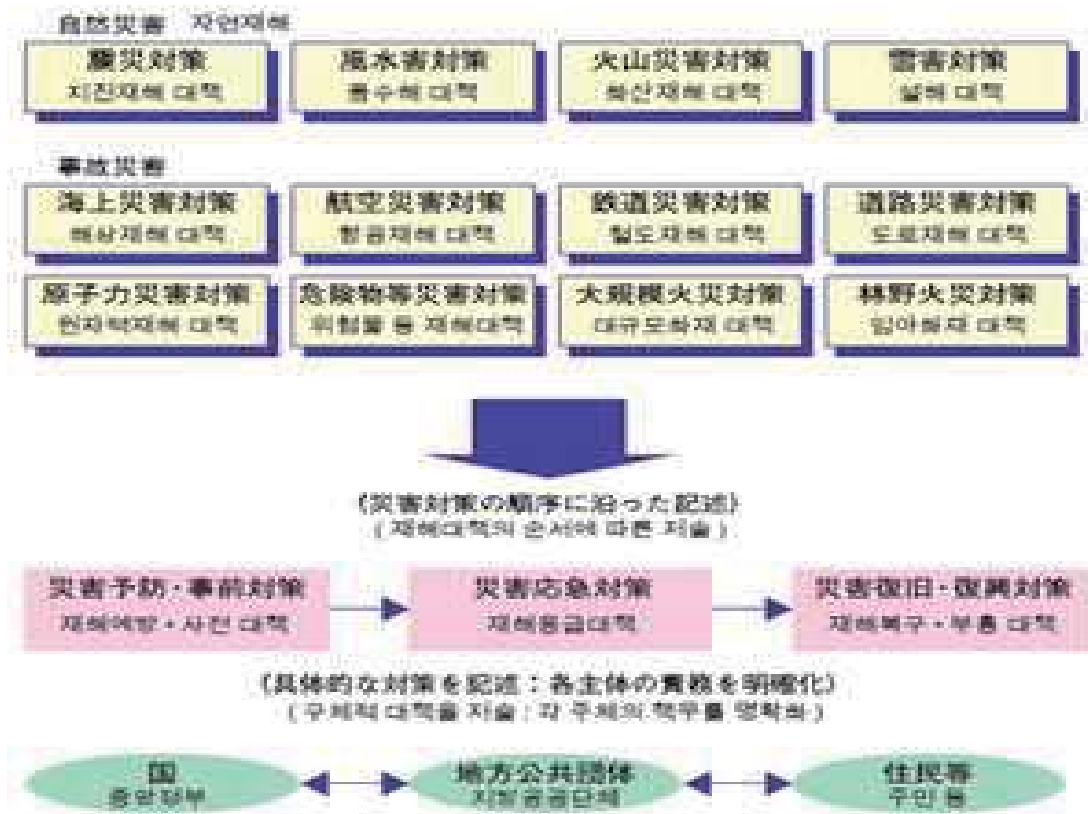 自然災害 자연재해
震災対策 風水害対策 火山災害対策 雪害対策
지진재해 대책 풍수해 대책 화산재해 대책 설해 대책
事故災害
海上災害対策 航空災害対策 鉄道災害対策 道路災害対策
해상재해 대책 항공재해 대책 철도재해 대책 도로재해 대책
原子力災害対策 危険物等災害対策 大規模火災対策 林野火災対策
원자력재해 대책 위험물 등 재해대책 대규모화재 대책 임야화재 대책
(災害対策の順序に沿った記述)
( 재해대책의 순서에 따른 저술 )
災害予防・事前対策 災害応急対策 災害復旧・復興対策
재해예방・사전 대책 재해응급대책 재해복구・부흥 대책
(具体的な対策を記述：各主体の責務を明確化)
( 구체적 대책을 저술 : 각 주체의 책무를 명확화 )
国 地方公共団体 住民等
중앙정부 지방공공단체 주민 등